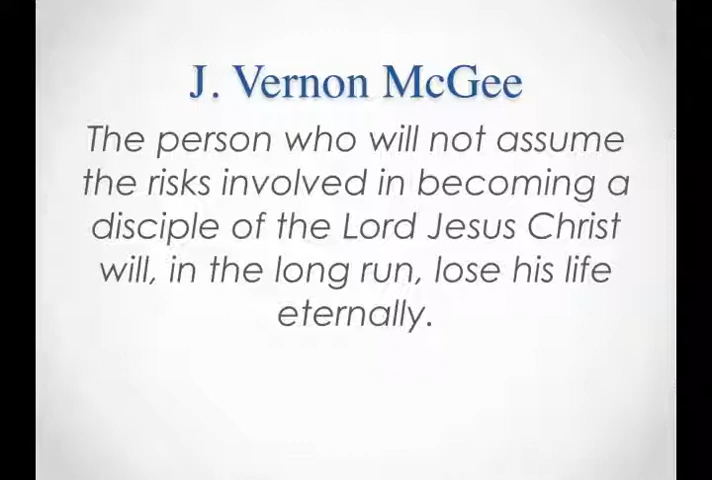 J. Vernon McGee
The person who will not assume
the risks involved in becoming a
disciple of the Lord Jesus Christ
will, in the long run, lose his life
eternally.